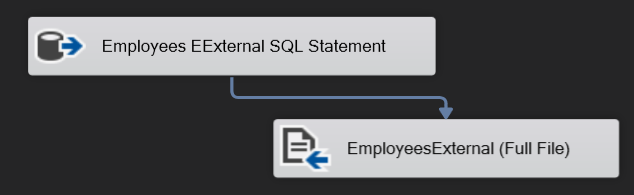 Employees EExternal SQL Statement
EmployeesExternal (Full File)